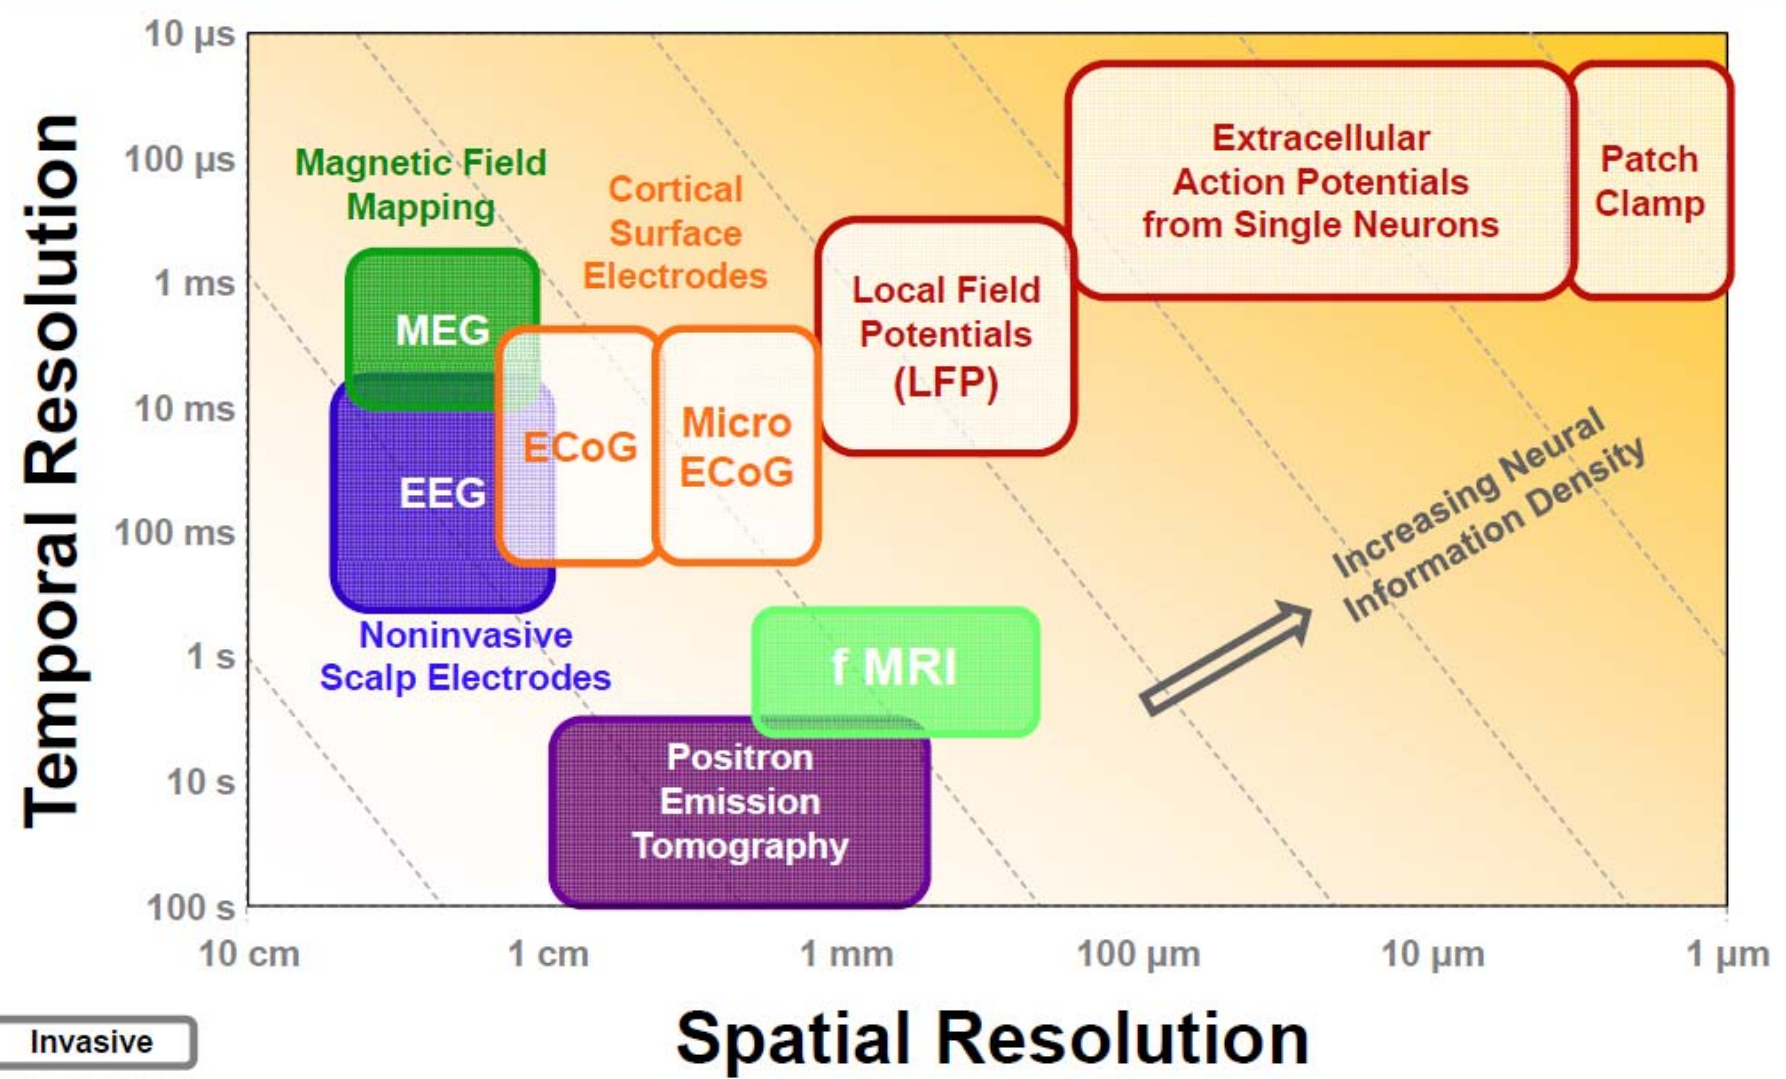 Temporal Resolution
10 µs
100 µs
1 ms
10 ms
100 ms
1 s
10 s
100 s
Magnetic Field
Mapping
MEG
EEG
Noninvasive
Scalp Electrodes
Cortical
Surface
Electrodes
ECoG
Micro
ECoG
Local Field
Potentials
(LFP)
Extracellular
Action Potentials
from Single Neurons
Patch
Clamp
f MRI
Positron
Emission
Tomography
Increasing Neural
Information Density
10 cm
1 cm
1 mm
100 µm
10 µm
1 µm
Spatial Resolution
Invasive